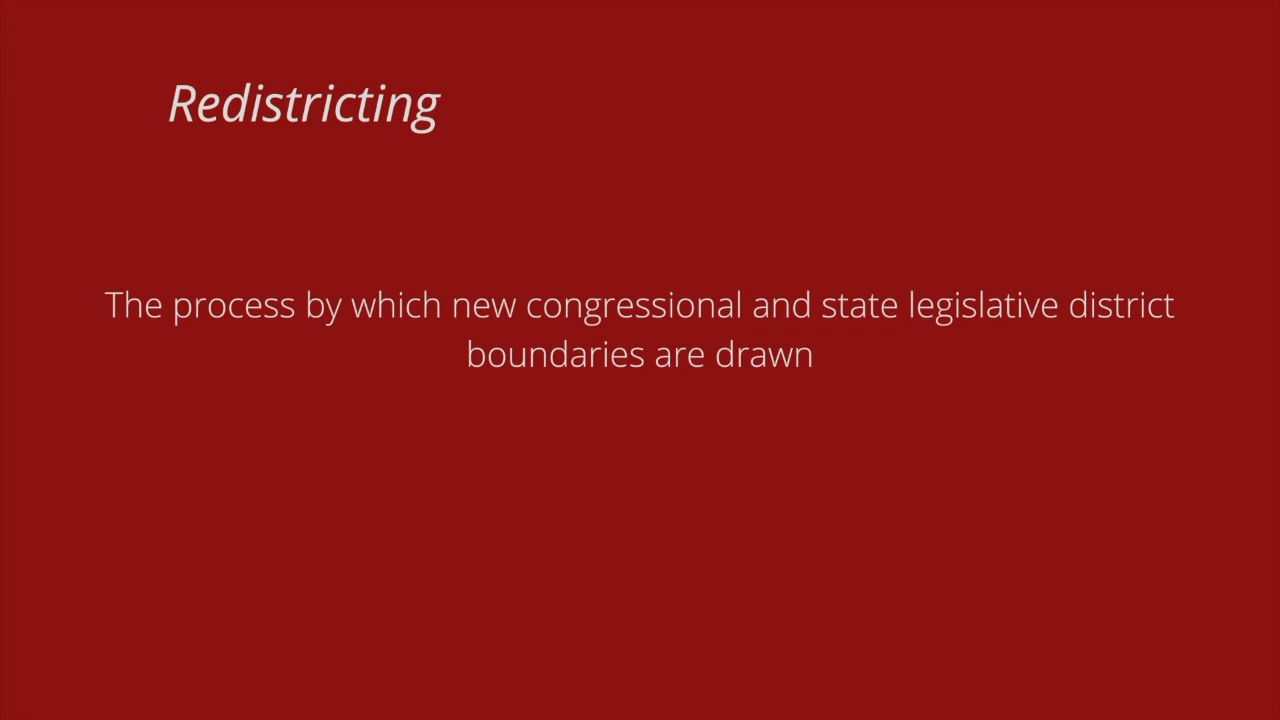 Redistricting
The process by which new congressional and state legislative district
boundaries are drawn